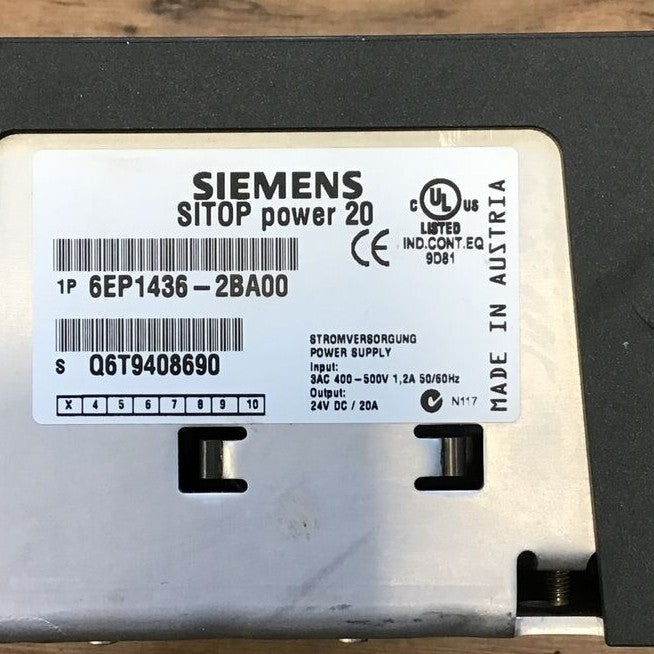 SIEMENS
SITOP power 20
C UL US
LISTED
IND.CONT.EQ
9D81
CE
1P 6EP1436-2BA00
S Q6T9408690
X 4 5 6 7 8 9 10
STROMVERSORGUNG
POWER SUPPLY
Input:
3AC 400-500V 1,2A 50/60Hz
Output:
24V DC / 20A
N117
MADE IN AUSTRIA